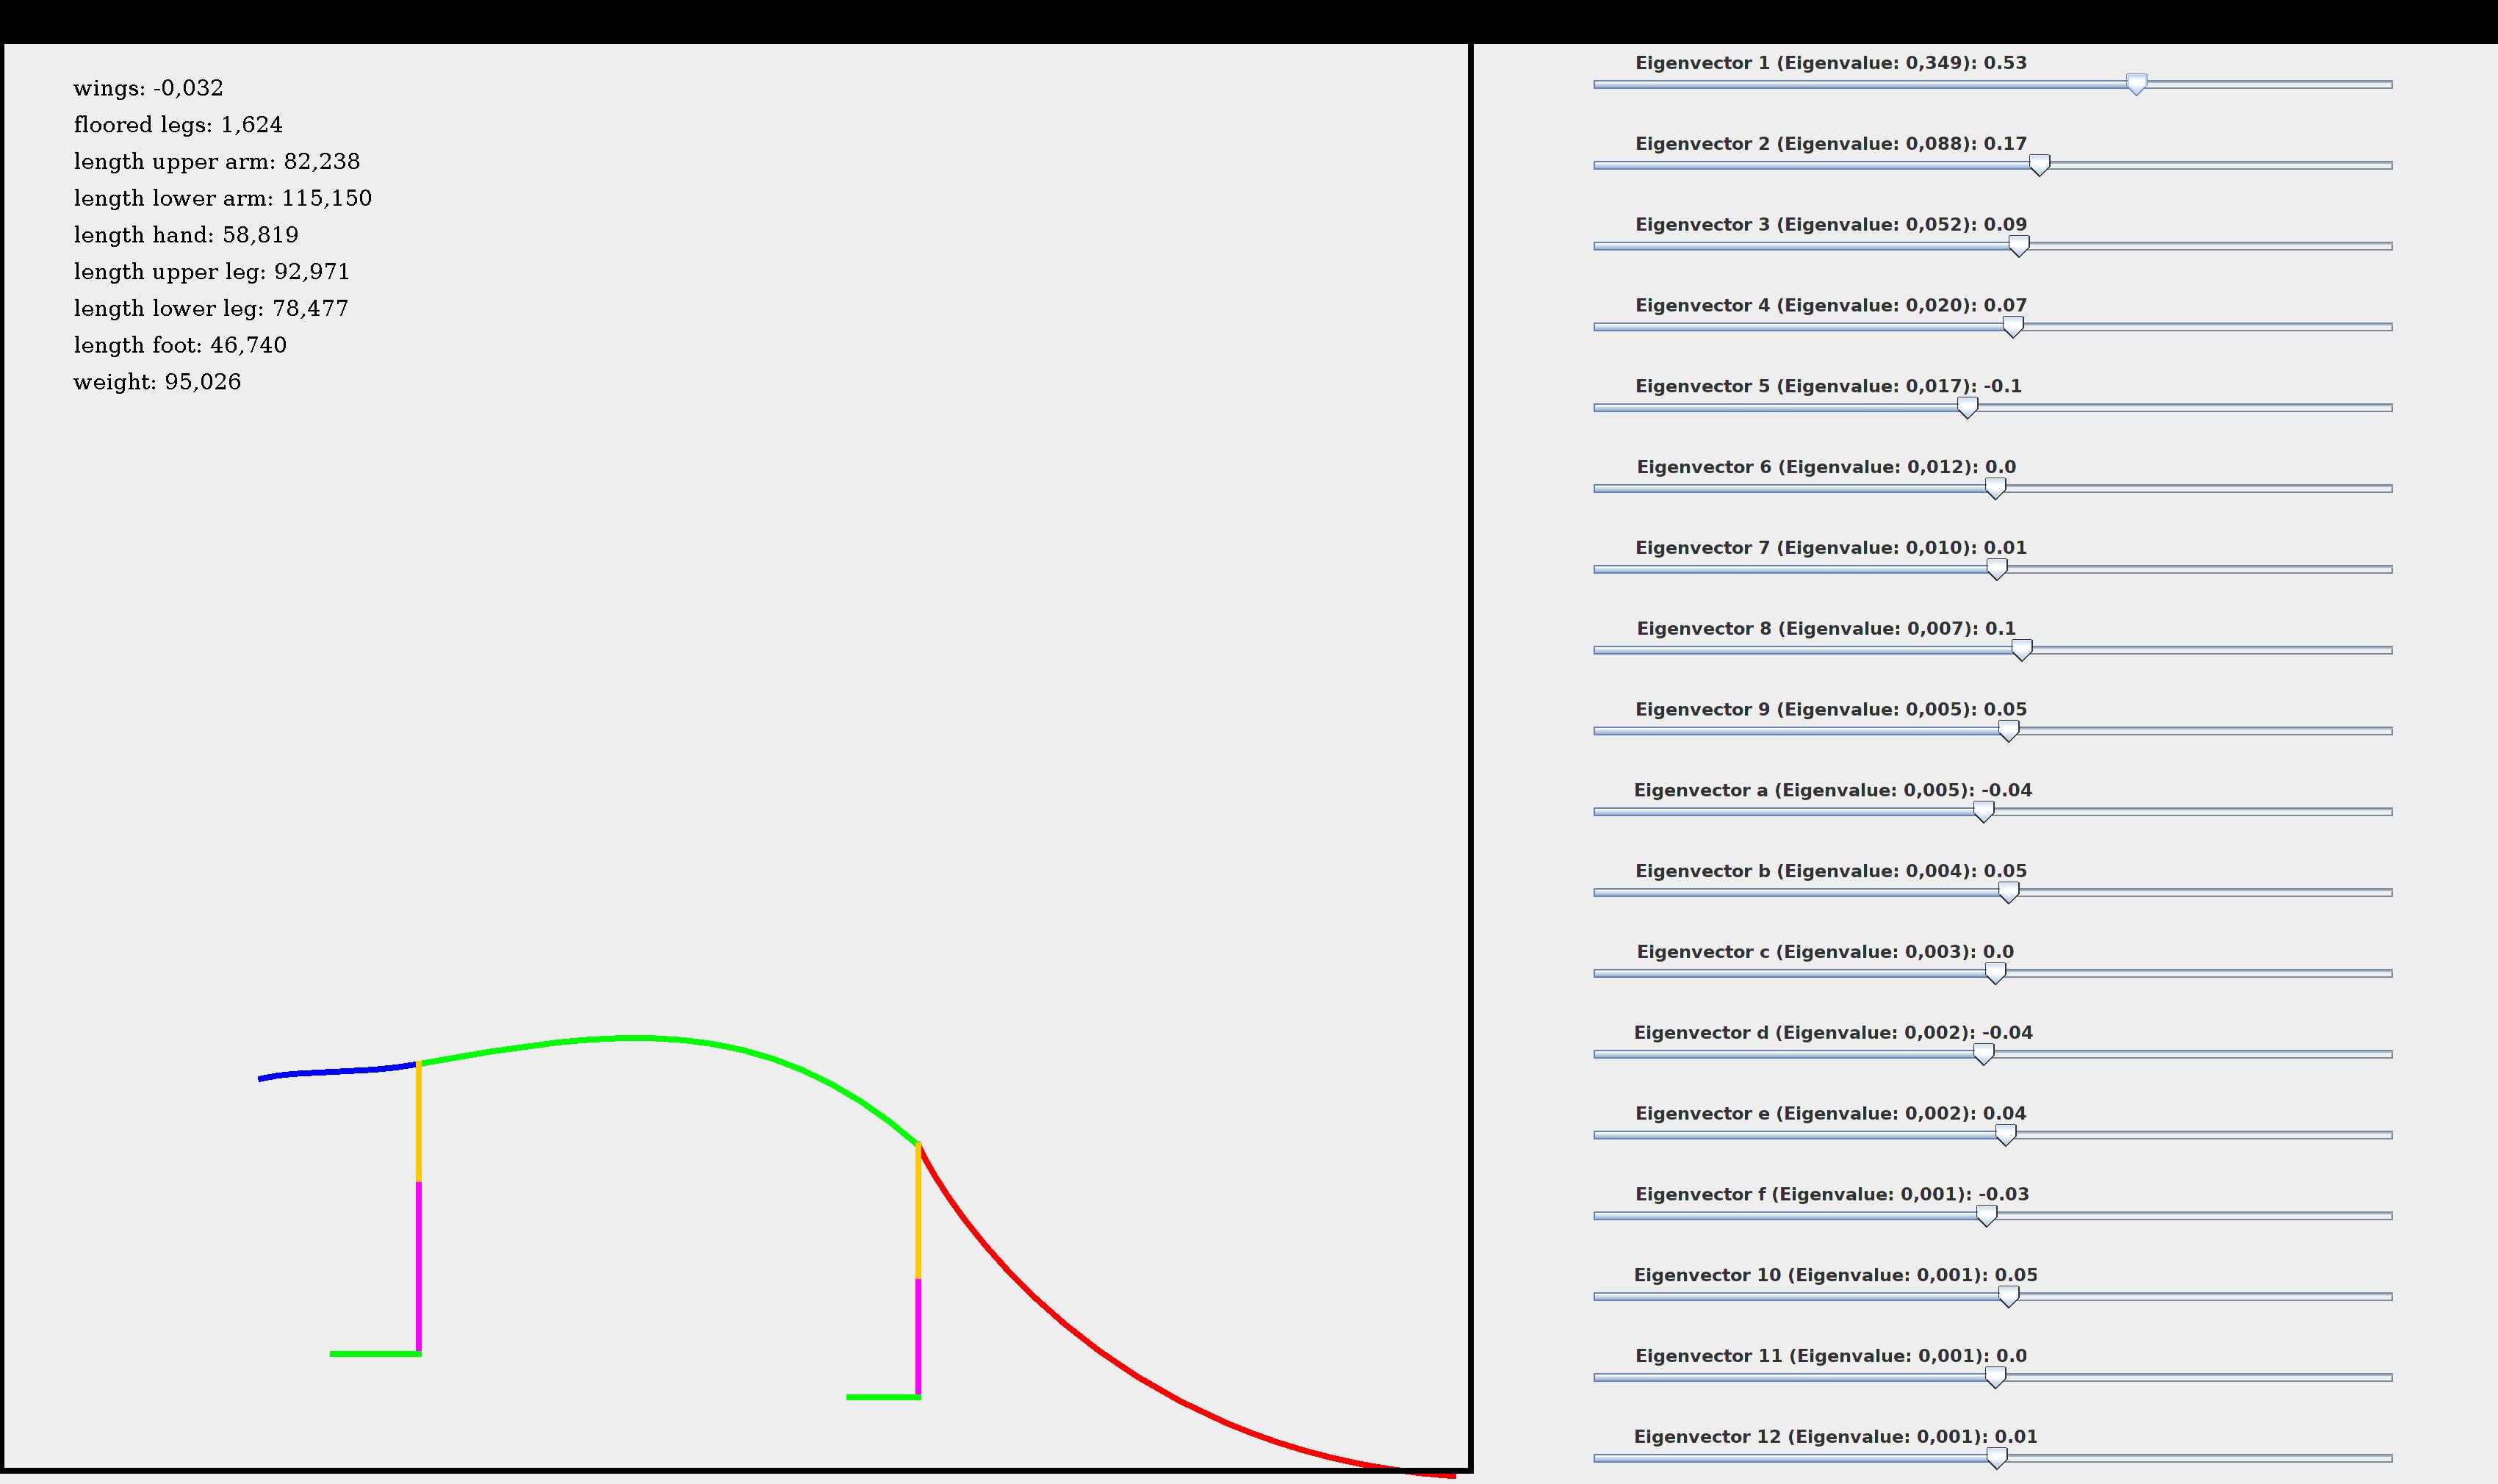 wings: -0,032
floored legs: 1,624
length upper arm: 82,238
length lower arm: 115,150
length hand: 58,819
length upper leg: 92,971
length lower leg: 78,477
length foot: 46,740
weight: 95,026
Eigenvector 1 (Eigenvalue: 0,349): 0.53
Eigenvector 2 (Eigenvalue: 0,088): 0.17
Eigenvector 3 (Eigenvalue: 0,052): 0.09
Eigenvector 4 (Eigenvalue: 0,020): 0.07
Eigenvector 5 (Eigenvalue: 0,017): -0.1
Eigenvector 6 (Eigenvalue: 0,012): 0.0
Eigenvector 7 (Eigenvalue: 0,010): 0.01
Eigenvector 8 (Eigenvalue: 0,007): 0.1
Eigenvector 9 (Eigenvalue: 0,005): 0.05
Eigenvector a (Eigenvalue: 0,005): -0.04
Eigenvector b (Eigenvalue: 0,004): 0.05
Eigenvector c (Eigenvalue: 0,003): 0.0
Eigenvector d (Eigenvalue: 0,002): -0.04
Eigenvector e (Eigenvalue: 0,002): 0.04
Eigenvector f (Eigenvalue: 0,001): -0.03
Eigenvector 10 (Eigenvalue: 0,001): 0.05
Eigenvector 11 (Eigenvalue: 0,001): 0.0
Eigenvector 12 (Eigenvalue: 0,001): 0.01